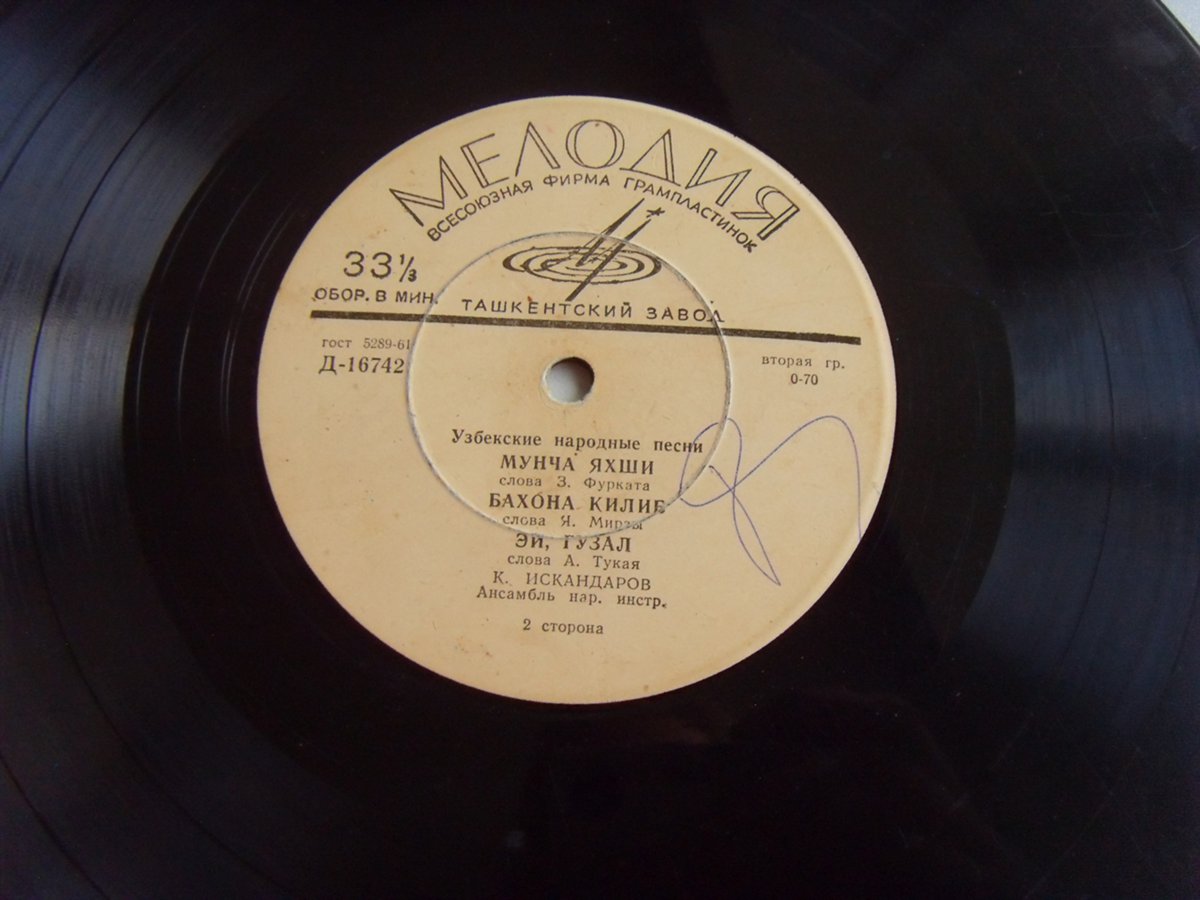 МЕЛОДИЯ
ВСЕСОЮЗНАЯ ФИРМА ГРАМПЛАСТИНОК
33⅓
ОБОР. В МИН.
ТАШКЕНТСКИЙ ЗАВОД
гост 5289-61
Д-16742
вторая гр.
0-70
Узбекские народные песни
МУНЧА ЯХШИ
слова З. Фурката
БАХОНА КИЛИБ
слова Я. Мирзы
ЭЙ, ГУЗАЛ
слова А. Тукая
К. ИСКАНДАРОВ
Ансамбль нар. инстр.
2 сторона